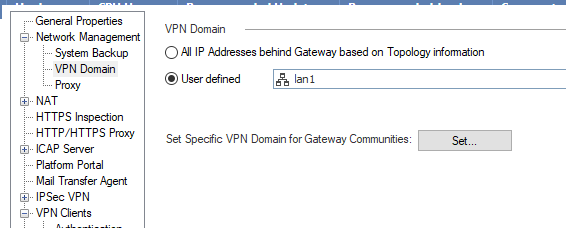 General Properties
Network Management
System Backup
VPN Domain
Proxy
NAT
HTTPS Inspection
HTTP/HTTPS Proxy
ICAP Server
Platform Portal
Mail Transfer Agent
IPSec VPN
VPN Clients
VPN Domain
All IP Addresses behind Gateway based on Topology information
User defined
lan1
Set Specific VPN Domain for Gateway Communities:
Set...